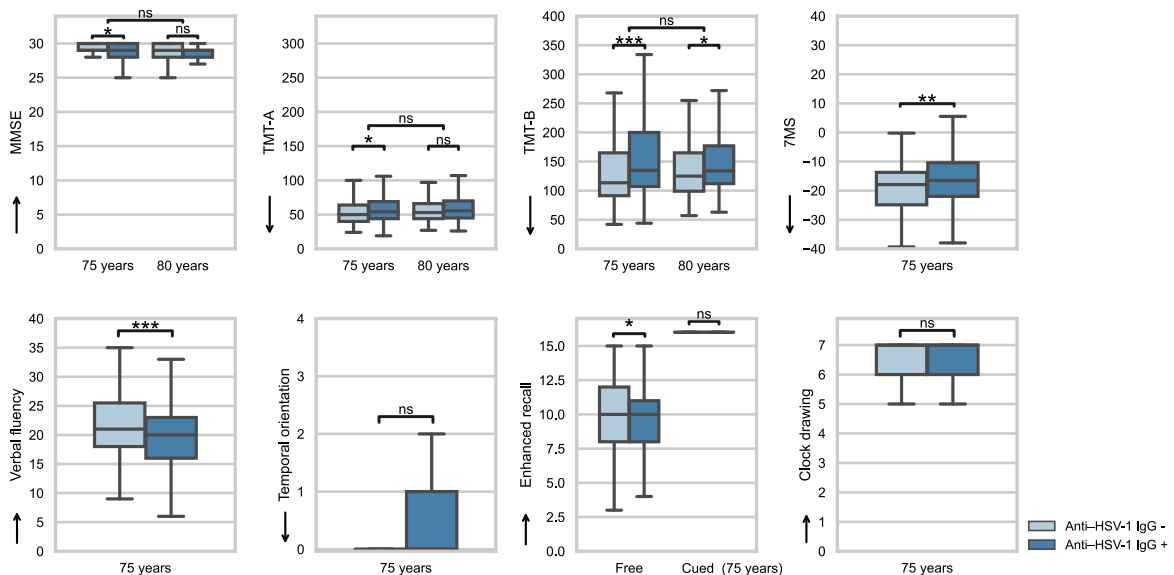 ns
*
ns
30
25
20
15
10
5
0
MMSE
75 years
80 years
ns
*
ns
300
250
200
150
100
50
0
TMT-A
75 years
80 years
ns
***
*
400
350
300
250
200
150
100
50
0
TMT-B
75 years
80 years
**
40
30
20
10
0
−10
−20
−30
−40
7MS
75 years
***
40
35
30
25
20
15
10
5
0
Verbal fluency
75 years
ns
4
3
2
1
0
Temporal orientation
75 years
*
ns
15.0
12.5
10.0
7.5
5.0
2.5
0.0
Enhanced recall
Free
Cued (75 years)
ns
8
7
6
5
4
3
2
1
0
Clock drawing
75 years
Anti–HSV-1 IgG -
Anti–HSV-1 IgG +